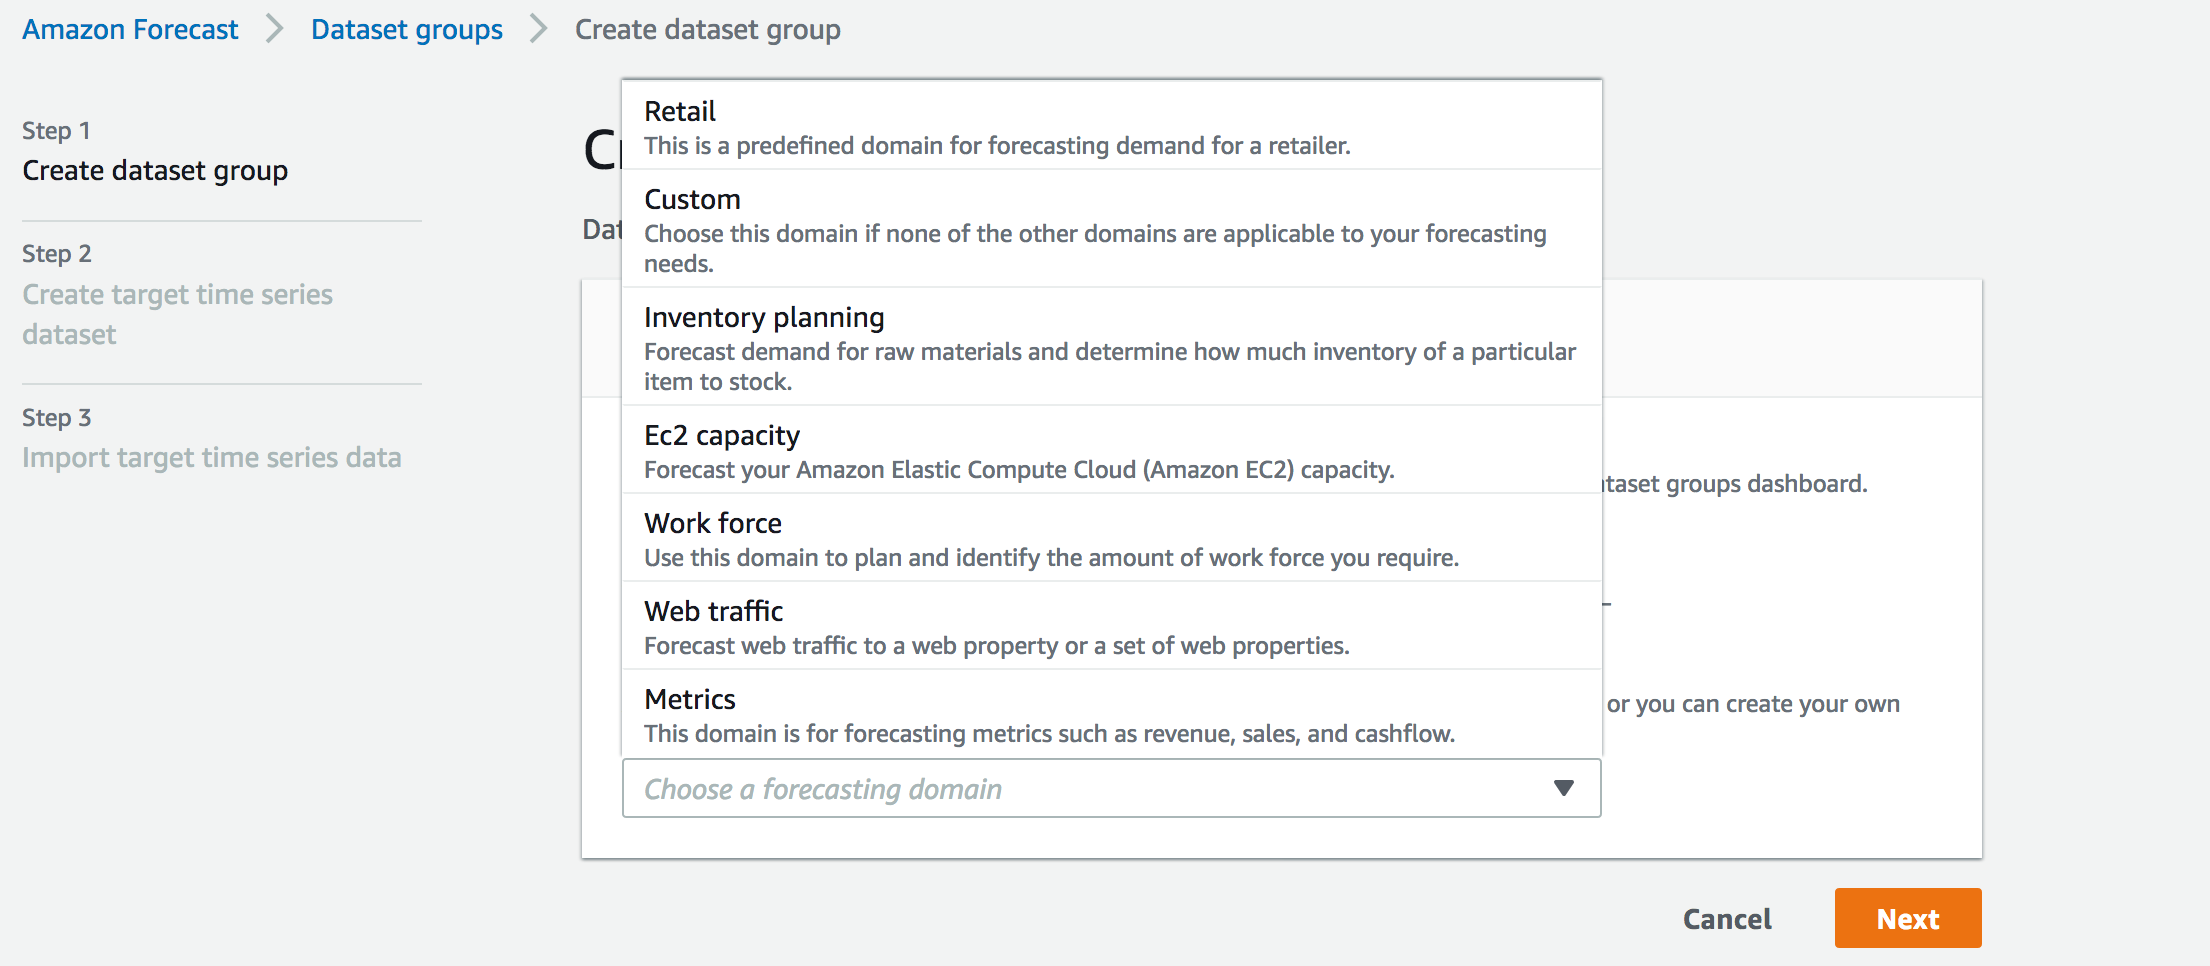 Amazon Forecast > Dataset groups > Create dataset group
Step 1
Create dataset group
Step 2
Create target time series
dataset
Step 3
Import target time series data
Retail
This is a predefined domain for forecasting demand for a retailer.
Custom
Choose this domain if none of the other domains are applicable to your forecasting
needs.
Inventory planning
Forecast demand for raw materials and determine how much inventory of a particular
item to stock.
Ec2 capacity
Forecast your Amazon Elastic Compute Cloud (Amazon EC2) capacity.
Work force
Use this domain to plan and identify the amount of work force you require.
Web traffic
Forecast web traffic to a web property or a set of web properties.
Metrics
This domain is for forecasting metrics such as revenue, sales, and cashflow.
Choose a forecasting domain
groups dashboard.
or you can create your own
Cancel
Next